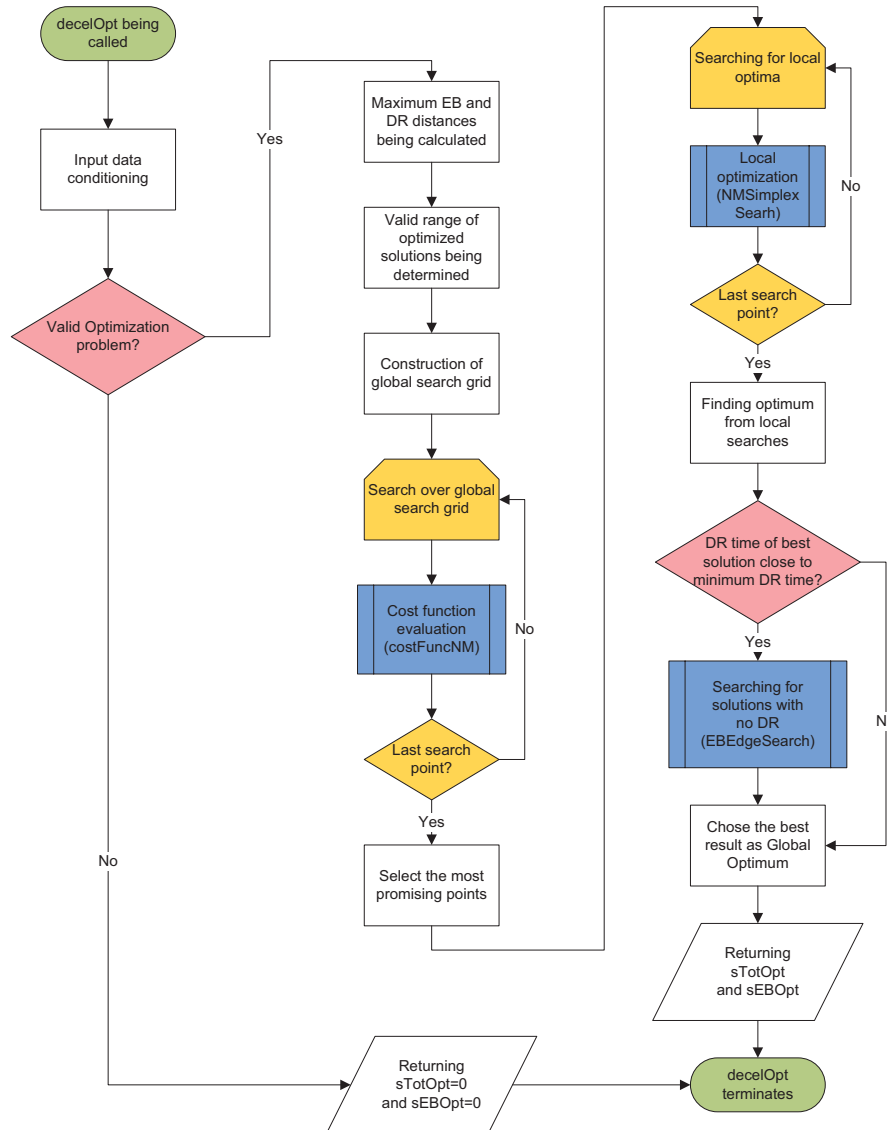 decelOpt being
called
Input data
conditioning
Valid Optimization
problem?
Yes
No
Maximum EB and
DR distances
being calculated
Valid range of
optimized
solutions being
determined
Construction of
global search grid
Search over global
search grid
Cost function
evaluation
(costFuncNM)
No
Last search
point?
Yes
Select the most
promising points
Searching for local
optima
Local
optimization
(NMSimplex
Searh)
No
Last search
point?
Yes
Finding optimum
from local
searches
DR time of best
solution close to
minimum DR time?
Yes
N
Searching for
solutions with
no DR
(EBEdgeSearch)
Chose the best
result as Global
Optimum
Returning
sTotOpt
and sEBOpt
Returning
sTotOpt=0
and sEBOpt=0
decelOpt
terminates